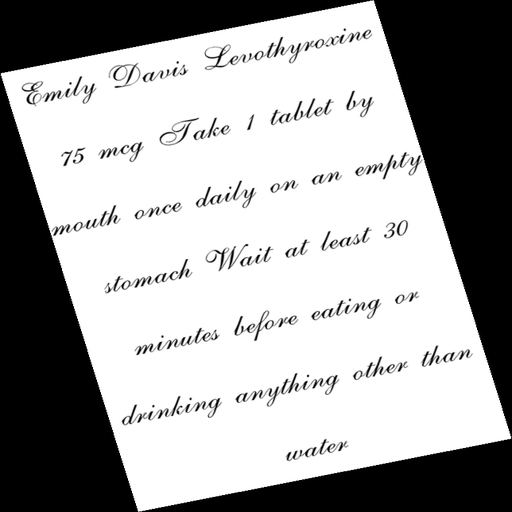 Emily Davis Levothyroxine
75 mcg Take 1 tablet by
mouth once daily on an empty
stomach Wait at least 30
minutes before eating or
drinking anything other than
water